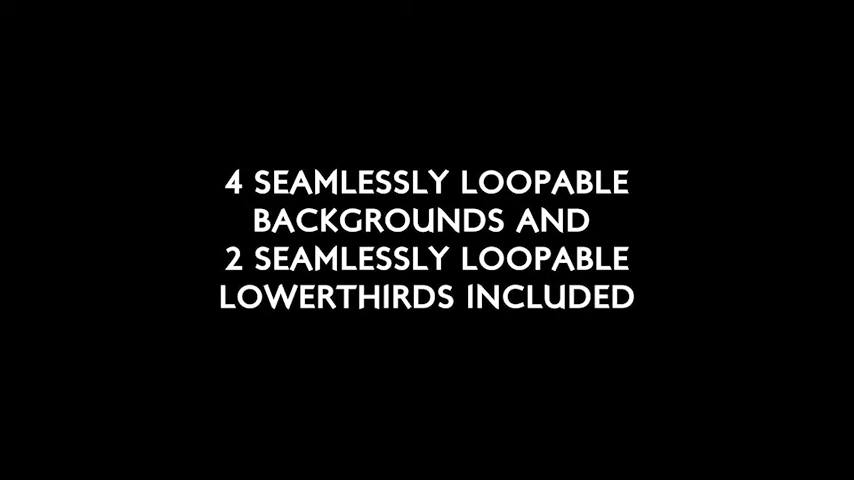 4 SEAMLESSLY LOOPABLE
BACKGROUNDS AND
2 SEAMLESSLY LOOPABLE
LOWERTHIRDS INCLUDED